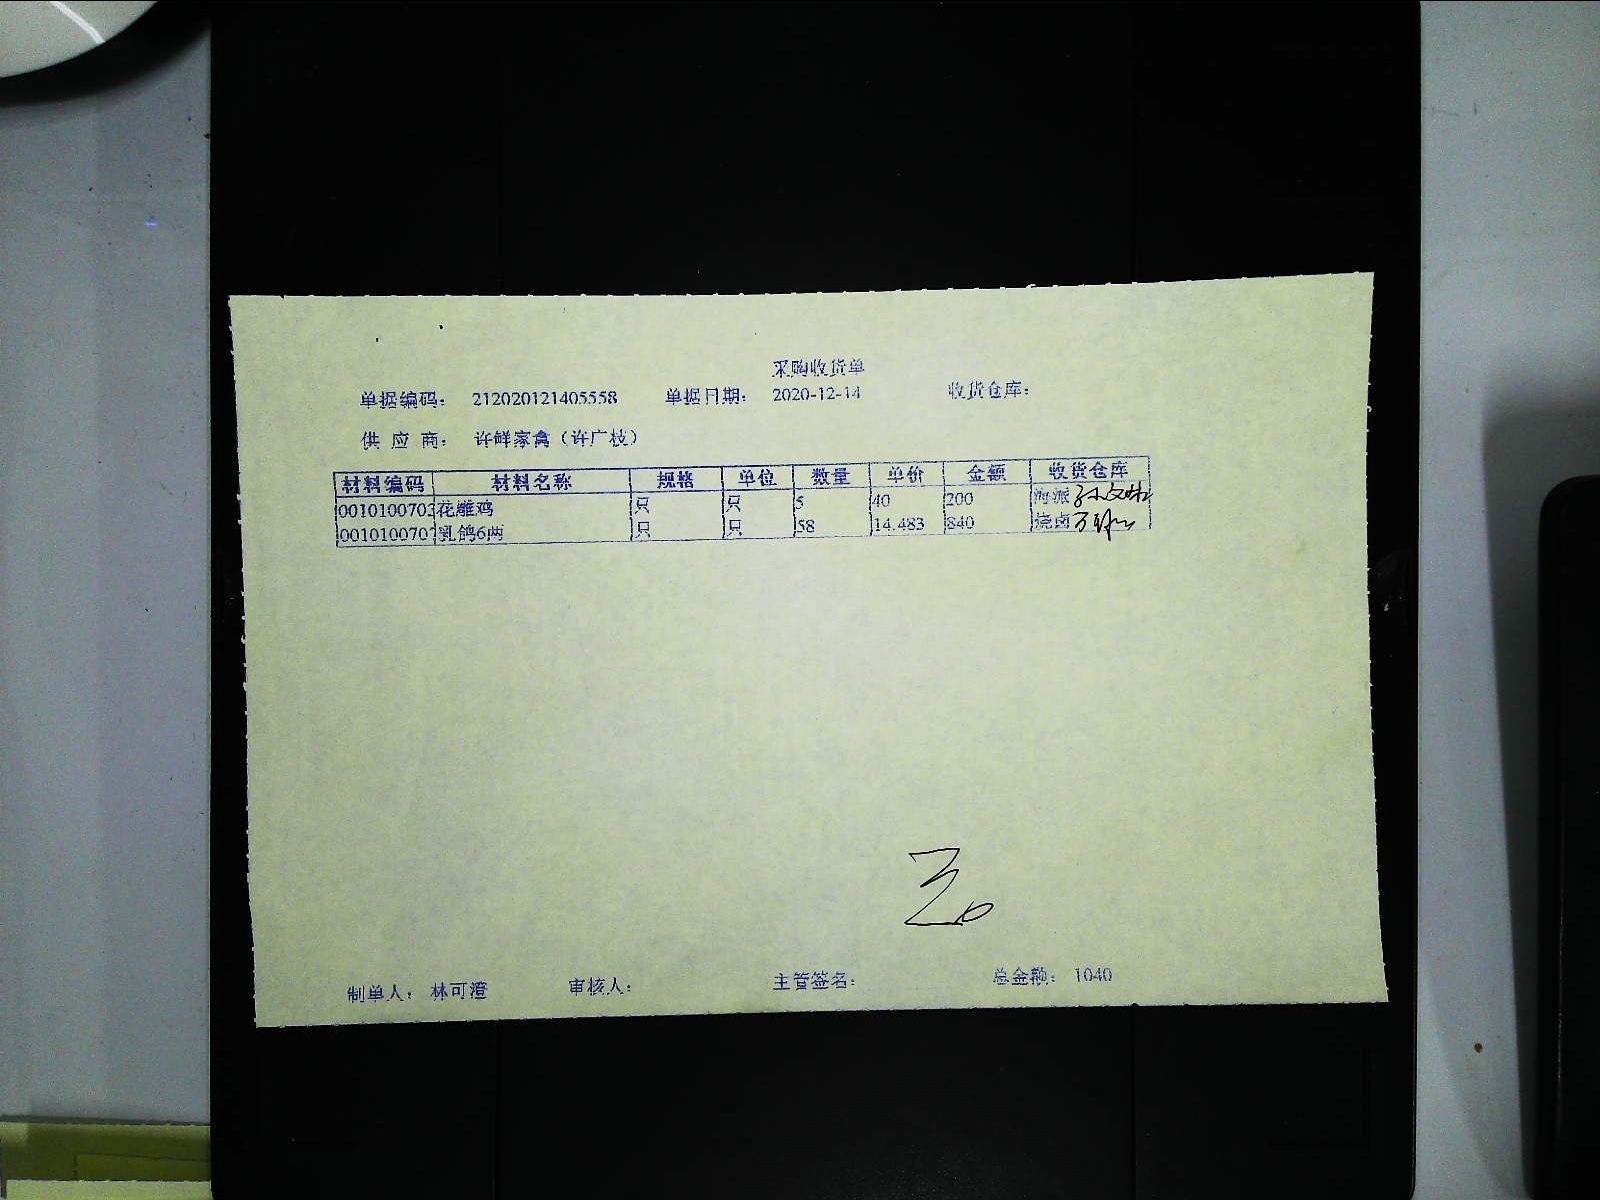 采购收货单
单据编码: 212020121405558 单据日期: 2020-12-14 收货仓库:
供 应 商: 许鲜家禽(许广枝)
材料编码 材料名称 规格 单位 数量 单价 金额 收货仓库
0010100703 花雕鸡 只 只 5 40 200 海派
0010100707 乳鸽6两 只 只 58 14.483 840 浇卤
制单人: 林可澄 审核人: 主管签名: 总金额: 1040